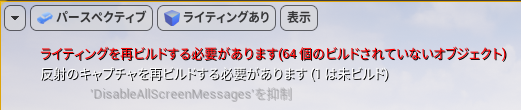 パースペクティブ ライティングあり 表示
ライティングを再ビルドする必要があります(64 個のビルドされていないオブジェクト)
反射のキャプチャを再ビルドする必要があります (1 は未ビルド)
'DisableAllScreenMessages'を抑制